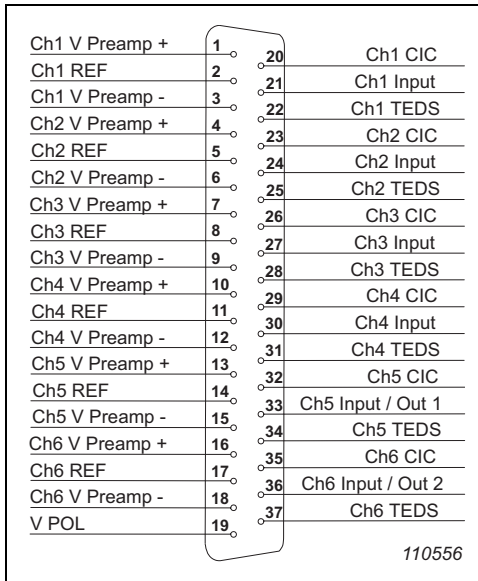 Ch1 V Preamp + 1
Ch1 REF 2
Ch1 V Preamp - 3
Ch2 V Preamp + 4
Ch2 REF 5
Ch2 V Preamp - 6
Ch3 V Preamp + 7
Ch3 REF 8
Ch3 V Preamp - 9
Ch4 V Preamp + 10
Ch4 REF 11
Ch4 V Preamp - 12
Ch5 V Preamp + 13
Ch5 REF 14
Ch5 V Preamp - 15
Ch6 V Preamp + 16
Ch6 REF 17
Ch6 V Preamp - 18
V POL 19
20 Ch1 CIC
21 Ch1 Input
22 Ch1 TEDS
23 Ch2 CIC
24 Ch2 Input
25 Ch2 TEDS
26 Ch3 CIC
27 Ch3 Input
28 Ch3 TEDS
29 Ch4 CIC
30 Ch4 Input
31 Ch4 TEDS
32 Ch5 CIC
33 Ch5 Input / Out 1
34 Ch5 TEDS
35 Ch6 CIC
36 Ch6 Input / Out 2
37 Ch6 TEDS
110556